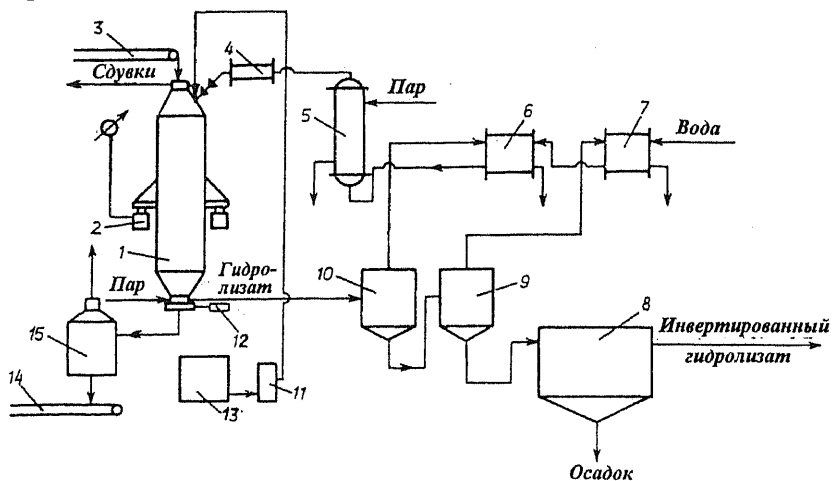 3
Сдувки
4
Пар
5
6
7
Вода
2
1
Пар
Гидро-
лизат
10
9
8
Инвертированный
гидролизат
12
15
14
13
11
Осадок